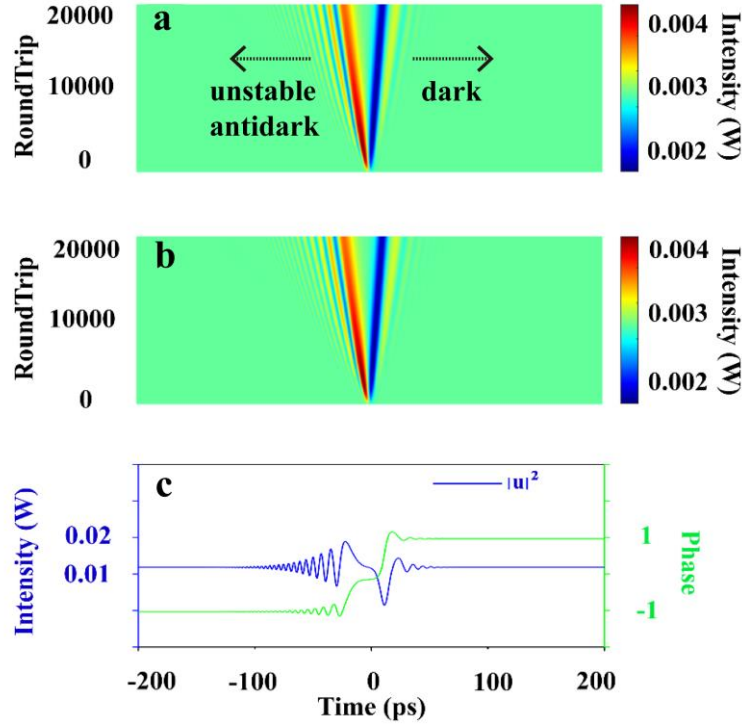 a
20000
10000
0
RoundTrip
unstable
antidark
dark
0.004
0.003
0.002
Intensity (W)
b
20000
10000
0
RoundTrip
0.004
0.003
0.002
Intensity (W)
c
|u|²
0.02
0.01
Intensity (W)
1
-1
Phase
-200
-100
0
100
200
Time (ps)